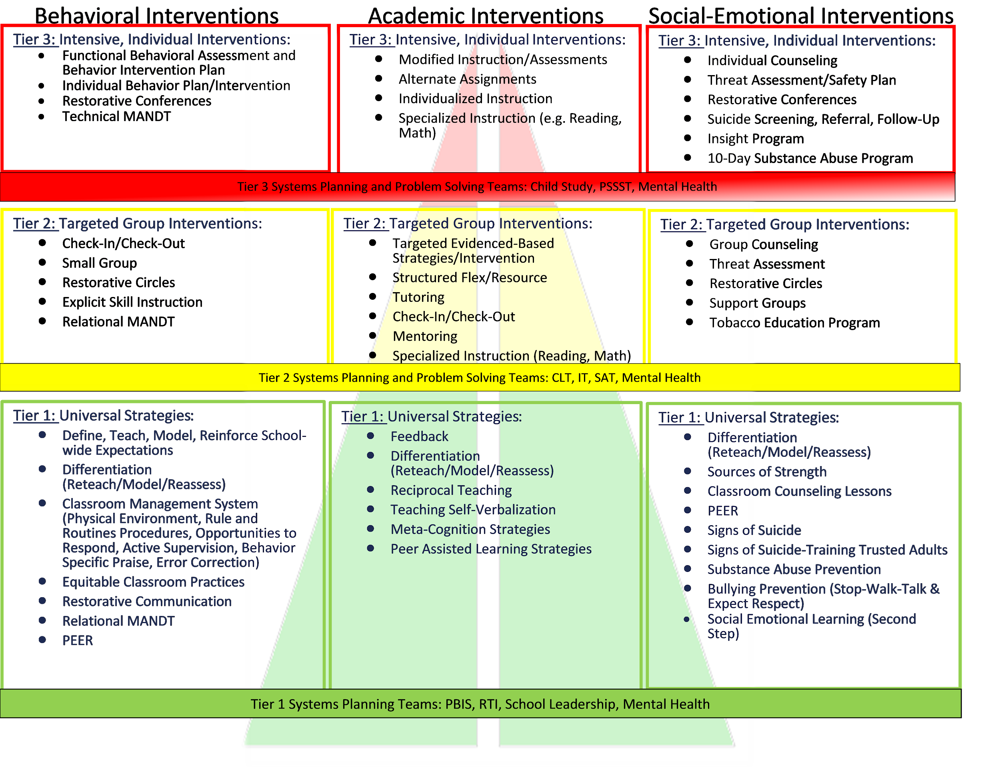 Behavioral Interventions
Tier 3: Intensive, Individual Interventions:
● Functional Behavioral Assessment and
Behavior Intervention Plan
● Individual Behavior Plan/Intervention
● Restorative Conferences
● Technical MANDT
Academic Interventions
Tier 3: Intensive, Individual Interventions:
● Modified Instruction/Assessments
● Alternate Assignments
● Individualized Instruction
● Specialized Instruction (e.g. Reading,
Math)
Social-Emotional Interventions
Tier 3: Intensive, Individual Interventions:
● Individual Counseling
● Threat Assessment/Safety Plan
● Restorative Conferences
● Suicide Screening, Referral, Follow-Up
● Insight Program
● 10-Day Substance Abuse Program
Tier 3 Systems Planning and Problem Solving Teams: Child Study, PSSST, Mental Health
Tier 2: Targeted Group Interventions:
● Check-In/Check-Out
● Small Group
● Restorative Circles
● Explicit Skill Instruction
● Relational MANDT
Tier 2: Targeted Group Interventions:
● Targeted Evidenced-Based
Strategies/Intervention
● Structured Flex/Resource
● Tutoring
● Check-In/Check-Out
● Mentoring
● Specialized Instruction (Reading, Math)
Tier 2: Targeted Group Interventions:
● Group Counseling
● Threat Assessment
● Restorative Circles
● Support Groups
● Tobacco Education Program
Tier 2 Systems Planning and Problem Solving Teams: CLT, IT, SAT, Mental Health
Tier 1: Universal Strategies:
● Define, Teach, Model, Reinforce School-
wide Expectations
● Differentiation
(Reteach/Model/Reassess)
● Classroom Management System
(Physical Environment, Rule and
Routines Procedures, Opportunities to
Respond, Active Supervision, Behavior
Specific Praise, Error Correction)
● Equitable Classroom Practices
● Restorative Communication
● Relational MANDT
● PEER
Tier 1: Universal Strategies:
● Feedback
● Differentiation
(Reteach/Model/Reassess)
● Reciprocal Teaching
● Teaching Self-Verbalization
● Meta-Cognition Strategies
● Peer Assisted Learning Strategies
Tier 1: Universal Strategies:
● Differentiation
(Reteach/Model/Reassess)
● Sources of Strength
● Classroom Counseling Lessons
● PEER
● Signs of Suicide
● Signs of Suicide-Training Trusted Adults
● Substance Abuse Prevention
● Bullying Prevention (Stop-Walk-Talk &
Expect Respect)
● Social Emotional Learning (Second
Step)
Tier 1 Systems Planning Teams: PBIS, RTI, School Leadership, Mental Health